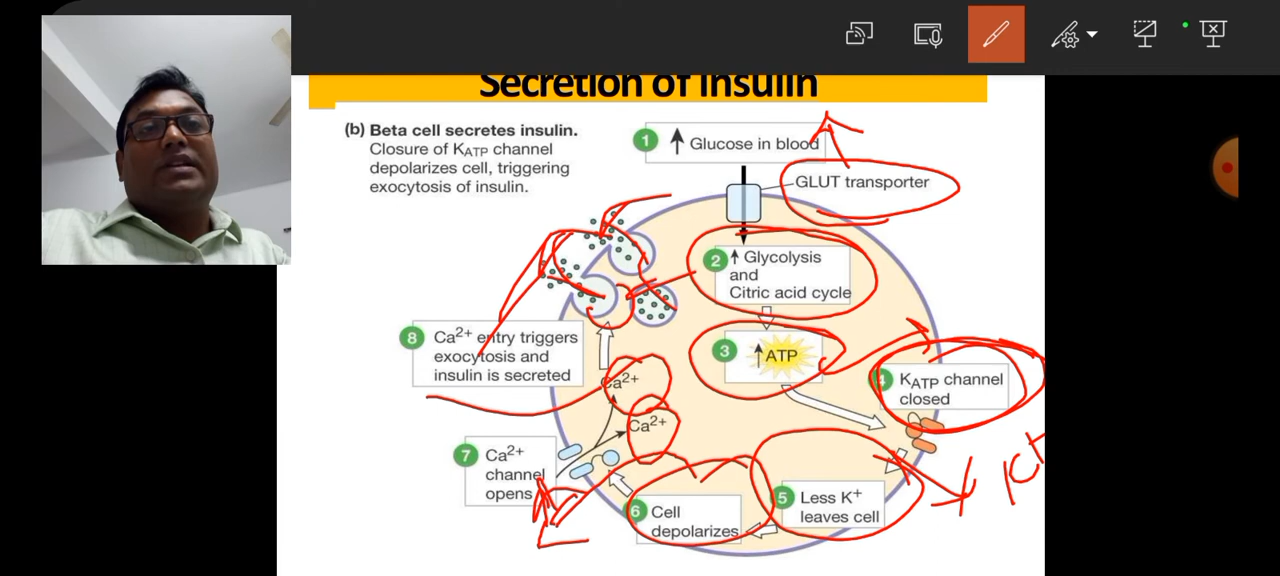 Secretion of Insulin
(b) Beta cell secretes insulin.
Closure of KATP channel
depolarizes cell, triggering
exocytosis of insulin.
1 ↑ Glucose in blood
GLUT transporter
2 ↑ Glycolysis
and
Citric acid cycle
3 ↑ ATP
4 KATP channel
closed
K+
5 Less K+
leaves cell
6 Cell
depolarizes
7 Ca2+
channel
opens
Ca2+
Ca2+
8 Ca2+ entry triggers
exocytosis and
insulin is secreted